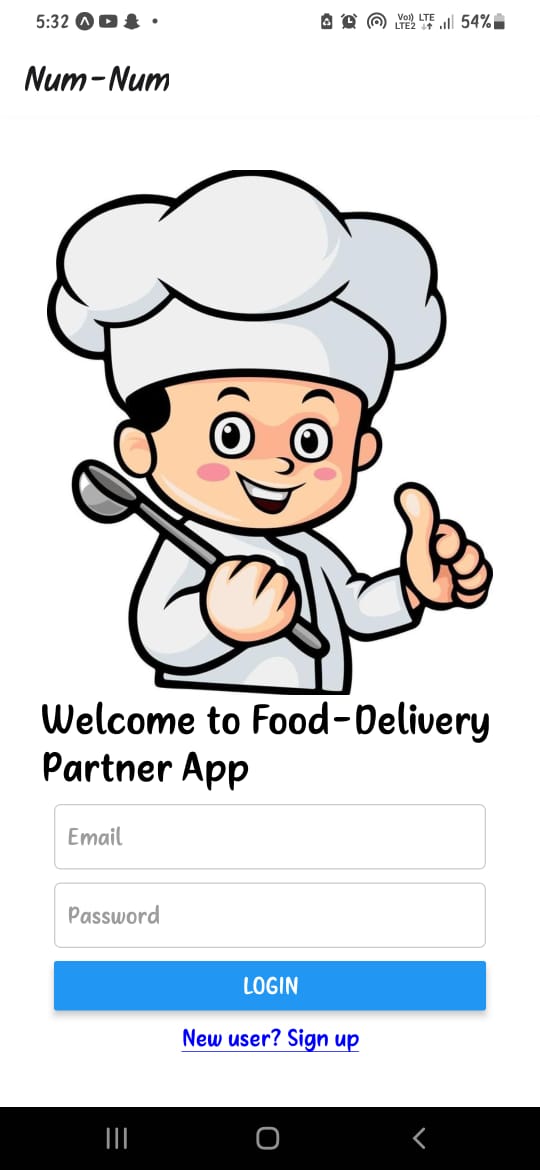 5:32 Vo)) LTE 54%
LTE2
Num-Num
Welcome to Food-Delivery
Partner App
Email
Password
LOGIN
New user? Sign up